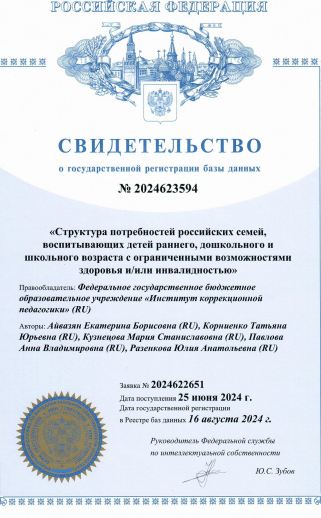 РОССИЙСКАЯ ФЕДЕРАЦИЯ
СВИДЕТЕЛЬСТВО
о государственной регистрации базы данных
№ 2024623594
«Структура потребностей российских семей,
воспитывающих детей раннего, дошкольного и
школьного возраста с ограниченными возможностями
здоровья и/или инвалидностью»
Правообладатель: Федеральное государственное бюджетное
образовательное учреждение «Институт коррекционной
педагогики» (RU)
Авторы: Айвазян Екатерина Борисовна (RU), Корниенко Татьяна
Юрьевна (RU), Кузнецова Мария Станиславовна (RU), Павлова
Анна Владимировна (RU), Разенкова Юлия Анатольевна (RU)
Заявка № 2024622651
Дата поступления 25 июня 2024 г.
Дата государственной регистрации
в Реестре баз данных 16 августа 2024 г.
Руководитель Федеральной службы
по интеллектуальной собственности
Ю.С. Зубов